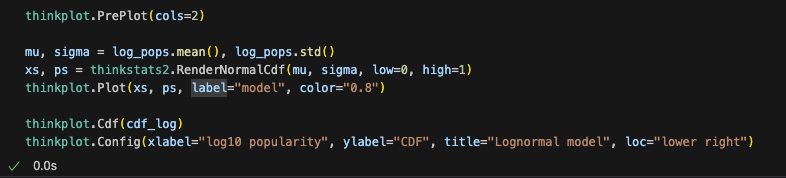 thinkplot.PrePlot(cols=2)
mu, sigma = log_pops.mean(), log_pops.std()
xs, ps = thinkstats2.RenderNormalCdf(mu, sigma, low=0, high=1)
thinkplot.Plot(xs, ps, label="model", color="0.8")
thinkplot.Cdf(cdf_log)
thinkplot.Config(xlabel="log10 popularity", ylabel="CDF", title="Lognormal model", loc="lower right")
0.0s